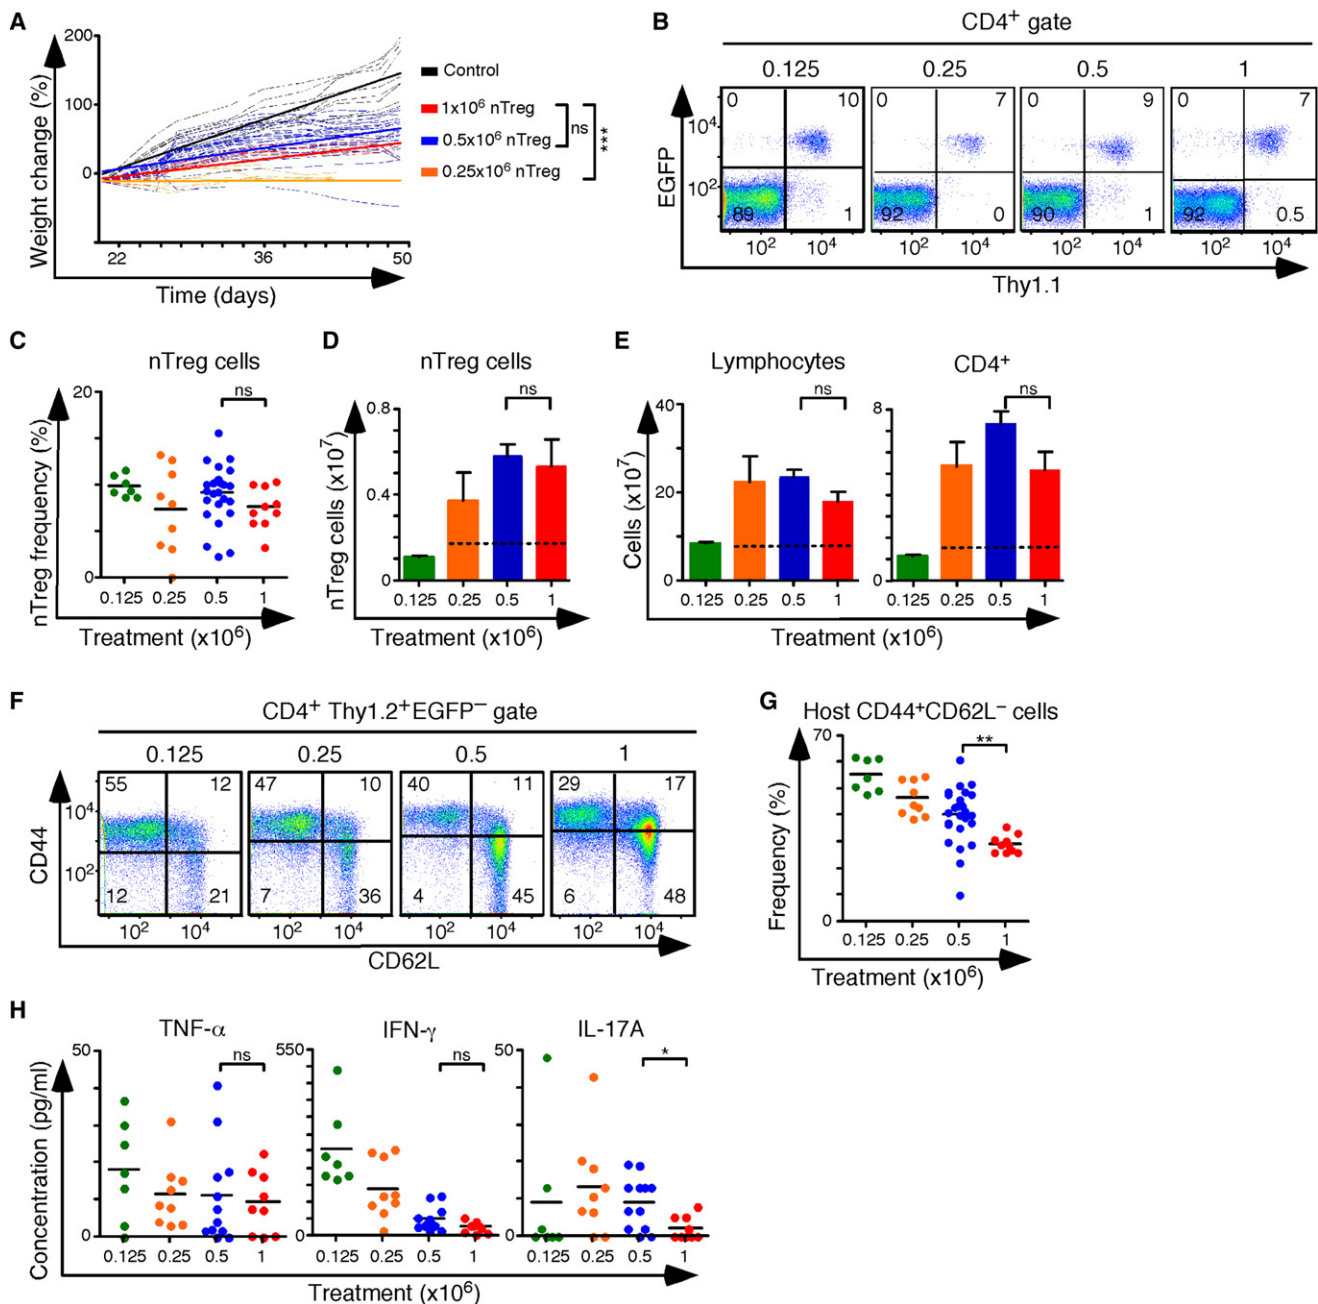 A
200
100
0
Weight change (%)
22 36 50
Time (days)
Control
1x10⁶ nTreg
0.5x10⁶ nTreg
0.25x10⁶ nTreg
ns
***
B
CD4⁺ gate
0.125 0.25 0.5 1
0 10 0 7 0 9 0 7
10⁴
10²
EGFP
89 1 92 0 90 1 92 0.5
10² 10⁴ 10² 10⁴ 10² 10⁴ 10² 10⁴
Thy1.1
C
nTreg cells
ns
20
10
0
nTreg frequency (%)
0.125 0.25 0.5 1
Treatment (x10⁶)
D
nTreg cells
ns
0.8
0.4
0
nTreg cells (x10⁷)
0.125 0.25 0.5 1
E
Lymphocytes
ns
40
20
0
Cells (x10⁷)
0.125 0.25 0.5 1
CD4⁺
ns
8
4
0
0.125 0.25 0.5 1
Treatment (x10⁶)
F
CD4⁺ Thy1.2⁺EGFP⁻ gate
0.125 0.25 0.5 1
55 12 47 10 40 11 29 17
10⁴
10²
CD44
12 21 7 36 4 45 6 48
10² 10⁴ 10² 10⁴ 10² 10⁴ 10² 10⁴
CD62L
G
Host CD44⁺CD62L⁻ cells
**
70
0
Frequency (%)
0.125 0.25 0.5 1
Treatment (x10⁶)
H
TNF-α
ns
50
0
Concentration (pg/ml)
0.125 0.25 0.5 1
IFN-γ
ns
550
0
0.125 0.25 0.5 1
IL-17A
*
50
0
0.125 0.25 0.5 1
Treatment (x10⁶)